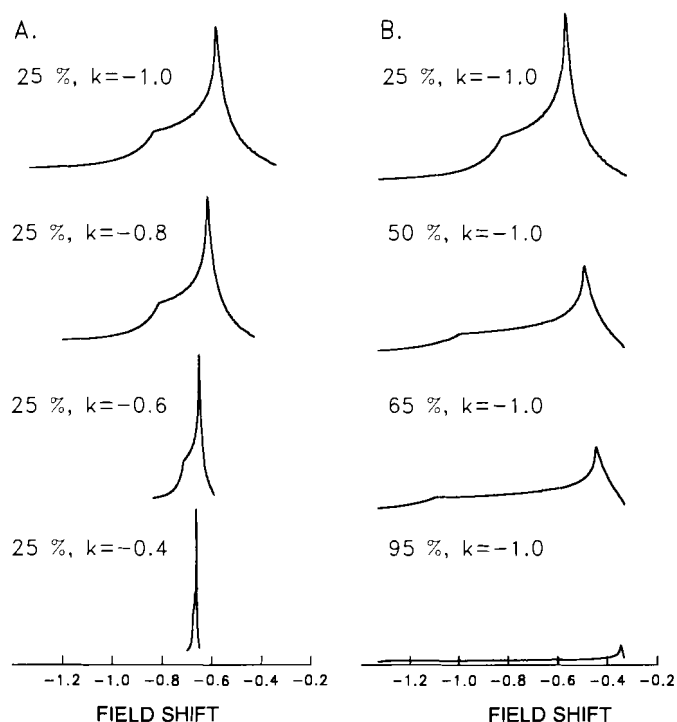 A.
25 %, k=-1.0
25 %, k=-0.8
25 %, k=-0.6
25 %, k=-0.4
-1.2 -1.0 -0.8 -0.6 -0.4 -0.2
FIELD SHIFT
B.
25 %, k=-1.0
50 %, k=-1.0
65 %, k=-1.0
95 %, k=-1.0
-1.2 -1.0 -0.8 -0.6 -0.4 -0.2
FIELD SHIFT